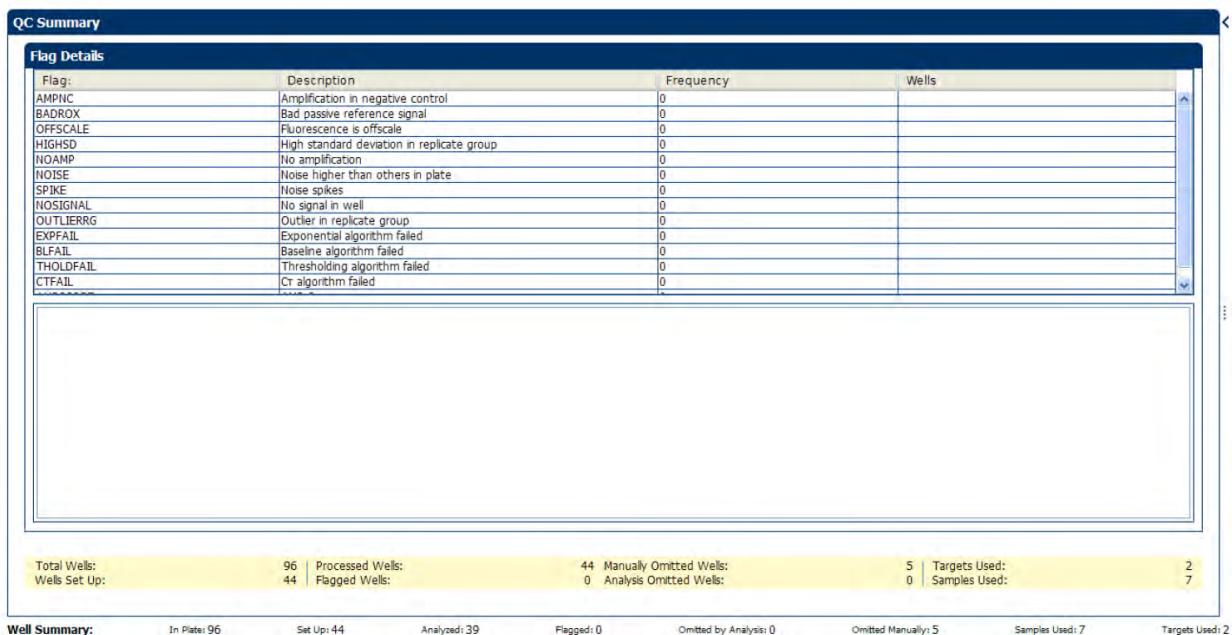 QC Summary
Flag Details
Flag: Description Frequency Wells
AMPNC Amplification in negative control 0
BADROX Bad passive reference signal 0
OFFSCALE Fluorescence is offscale 0
HIGHSD High standard deviation in replicate group 0
NOAMP No amplification 0
NOISE Noise higher than others in plate 0
SPIKE Noise spikes 0
NOSIGNAL No signal in well 0
OUTLIERRG Outlier in replicate group 0
EXPFAIL Exponential algorithm failed 0
BLFAIL Baseline algorithm failed 0
THOLDFAIL Thresholding algorithm failed 0
CTFAIL Cᴛ algorithm failed 0
Total Wells: 96 Processed Wells: 44 Manually Omitted Wells: 5 Targets Used: 2
Wells Set Up: 44 Flagged Wells: 0 Analysis Omitted Wells: 0 Samples Used: 7
Well Summary: In Plate: 96 Set Up: 44 Analyzed: 39 Flagged: 0 Omitted by Analysis: 0 Omitted Manually: 5 Samples Used: 7 Targets Used: 2